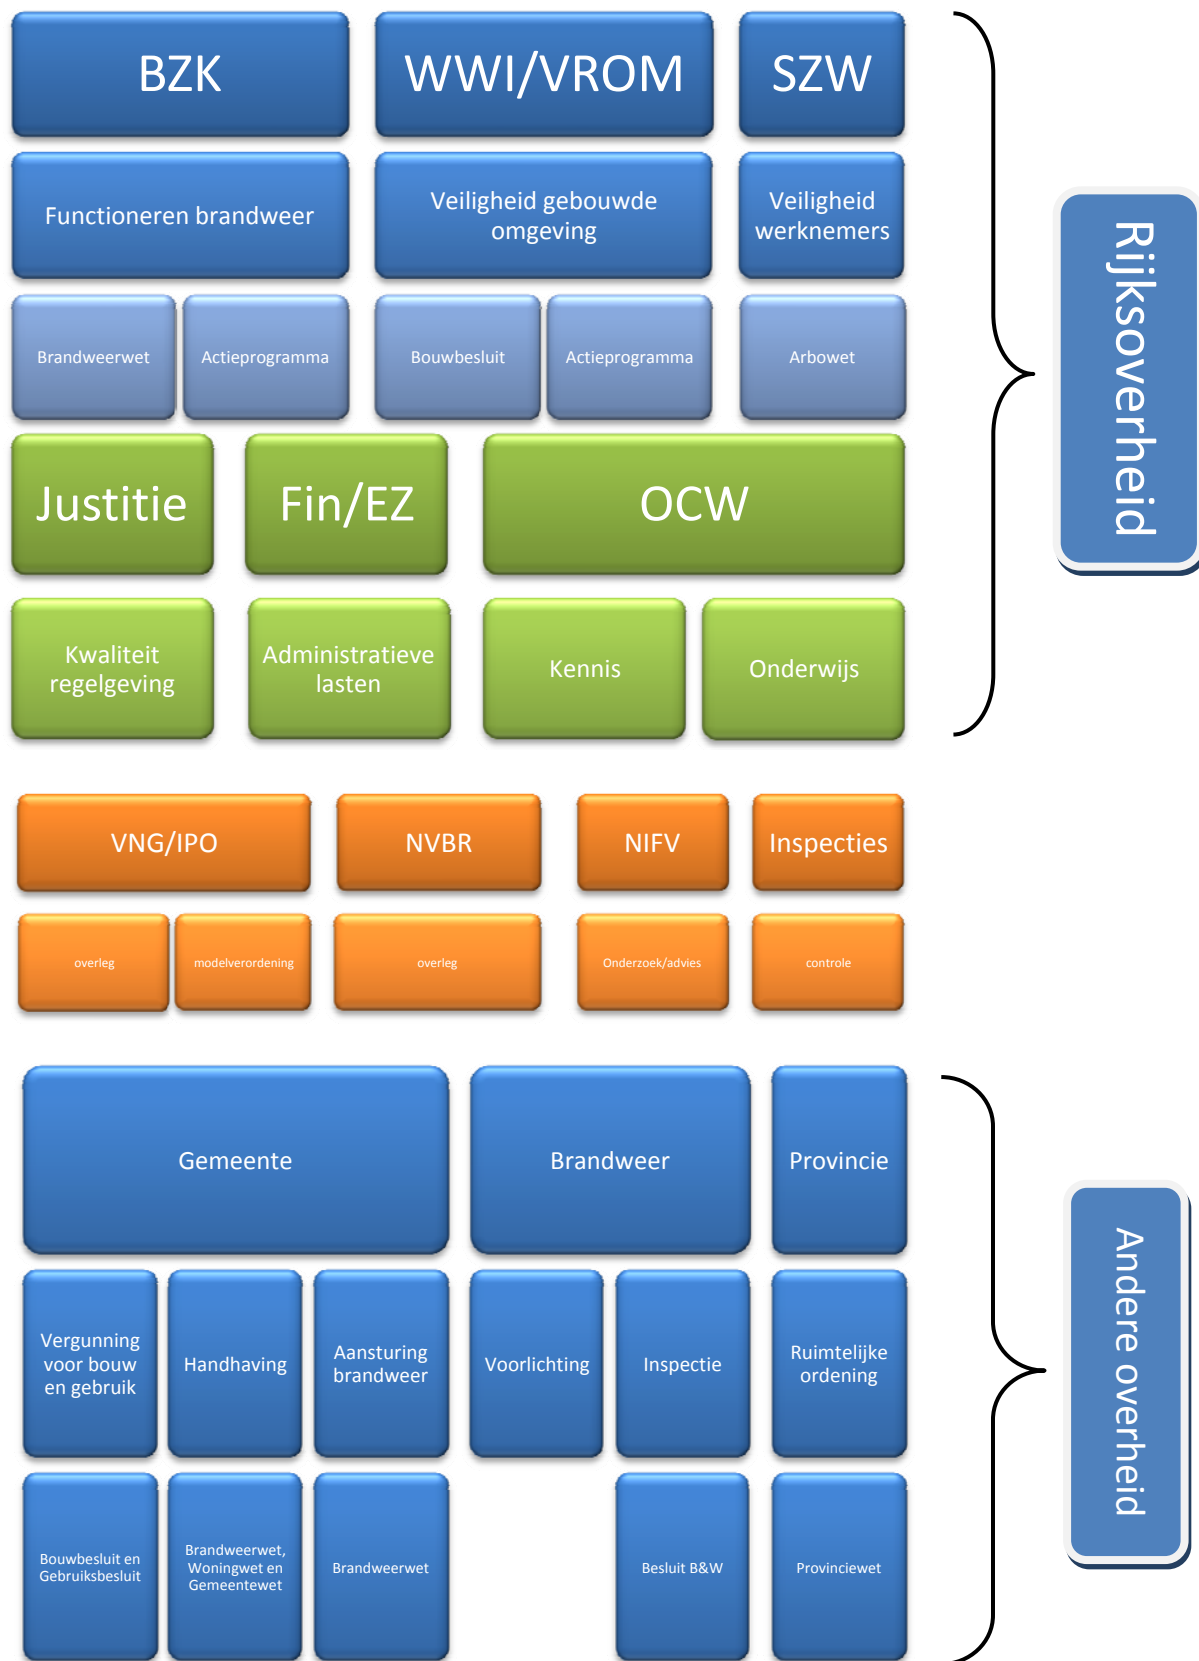 BZK
WWI/VROM
SZW
Functioneren brandweer
Veiligheid gebouwde
omgeving
Veiligheid
werknemers
Brandweerwet
Actieprogramma
Bouwbesluit
Actieprogramma
Arbowet
Justitie
Fin/EZ
OCW
Kwaliteit
regelgeving
Administratieve
lasten
Kennis
Onderwijs
Rijksoverheid
VNG/IPO
NVBR
NIFV
Inspecties
overleg
modelverordening
overleg
Onderzoek/advies
controle
Gemeente
Brandweer
Provincie
Vergunning
voor bouw
en gebruik
Handhaving
Aansturing
brandweer
Voorlichting
Inspectie
Ruimtelijke
ordening
Bouwbesluit en
Gebruiksbesluit
Brandweerwet,
Woningwet en
Gemeentewet
Brandweerwet
Besluit B&W
Provinciewet
Andere overheid